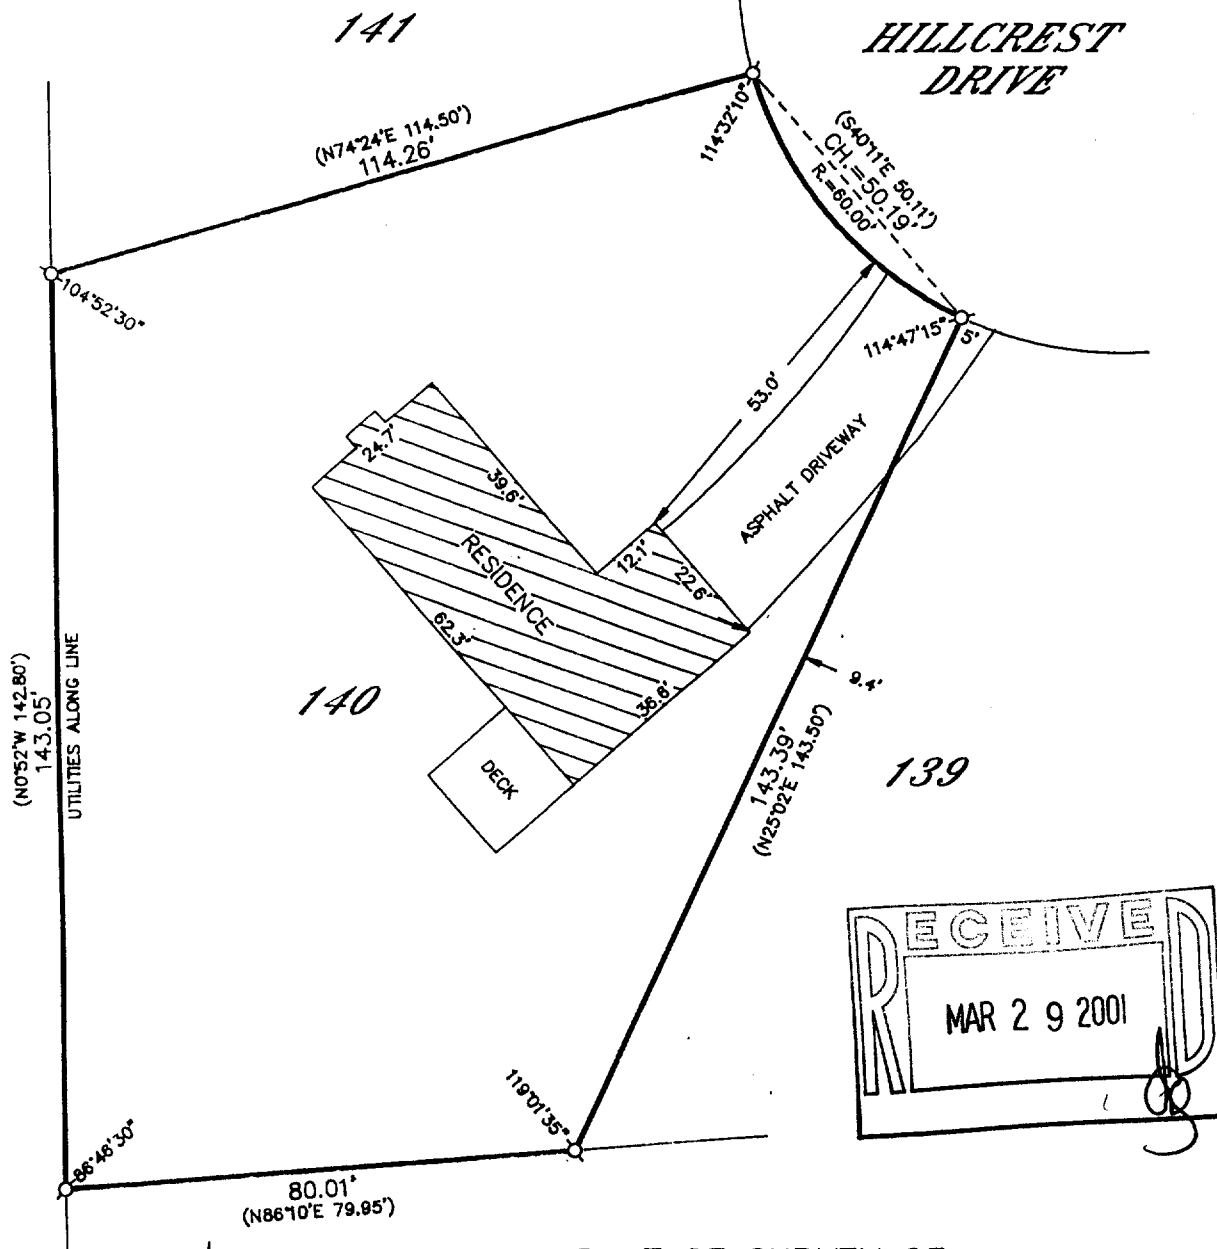 141
HILLCREST
DRIVE
(N74°24'E 114.50')
114.26'
114°32'10"
(S40°11'E 50.11')
CH.=50.19'
R.=60.00'
104°52'30"
114°47'15"
5'
53.0'
ASPHALT DRIVEWAY
24.7'
39.6'
RESIDENCE
12.1'
22.6'
62.3'
36.6'
9.4'
140
DECK
(N0°52'W 142.80')
143.05'
UTILITIES ALONG LINE
143.39'
(N25°02'E 143.50')
139
RECEIVED
MAR 29 2001
119°01'35"
86°46'30"
80.01'
(N86°10'E 79.95')